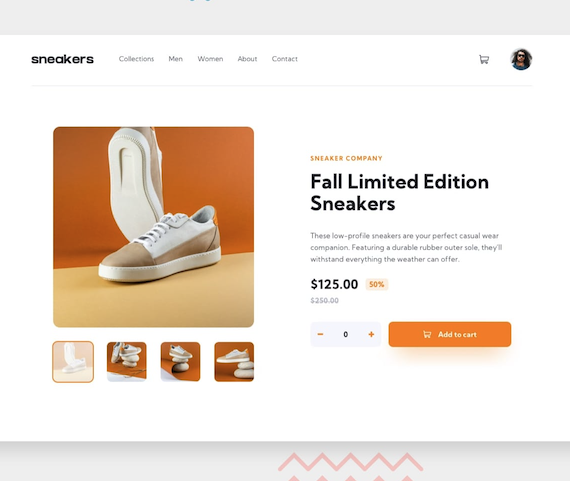 sneakers
Collections Men Women About Contact
SNEAKER COMPANY
Fall Limited Edition
Sneakers
These low-profile sneakers are your perfect casual wear
companion. Featuring a durable rubber outer sole, they'll
withstand everything the weather can offer.
$125.00 50%
$250.00
0
Add to cart